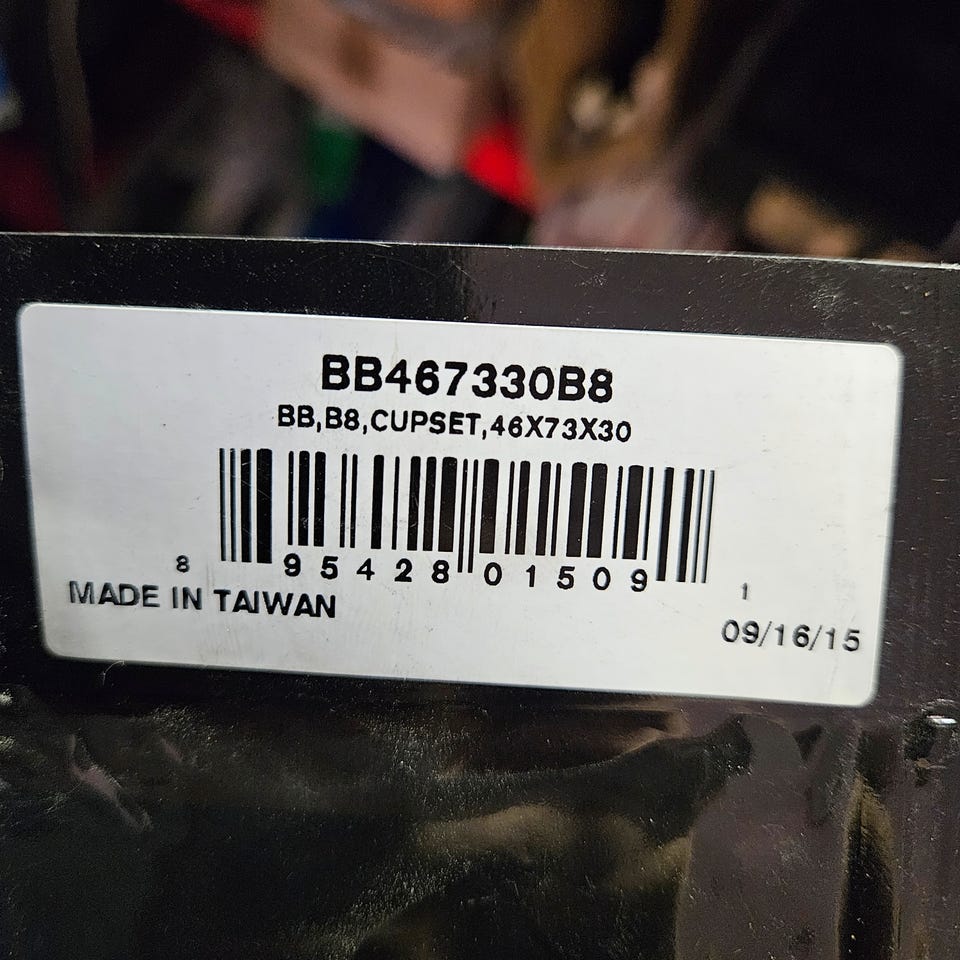 BB467330B8
BB,B8,CUPSET,46X73X30
8 95428 01509 1
MADE IN TAIWAN
09/16/15